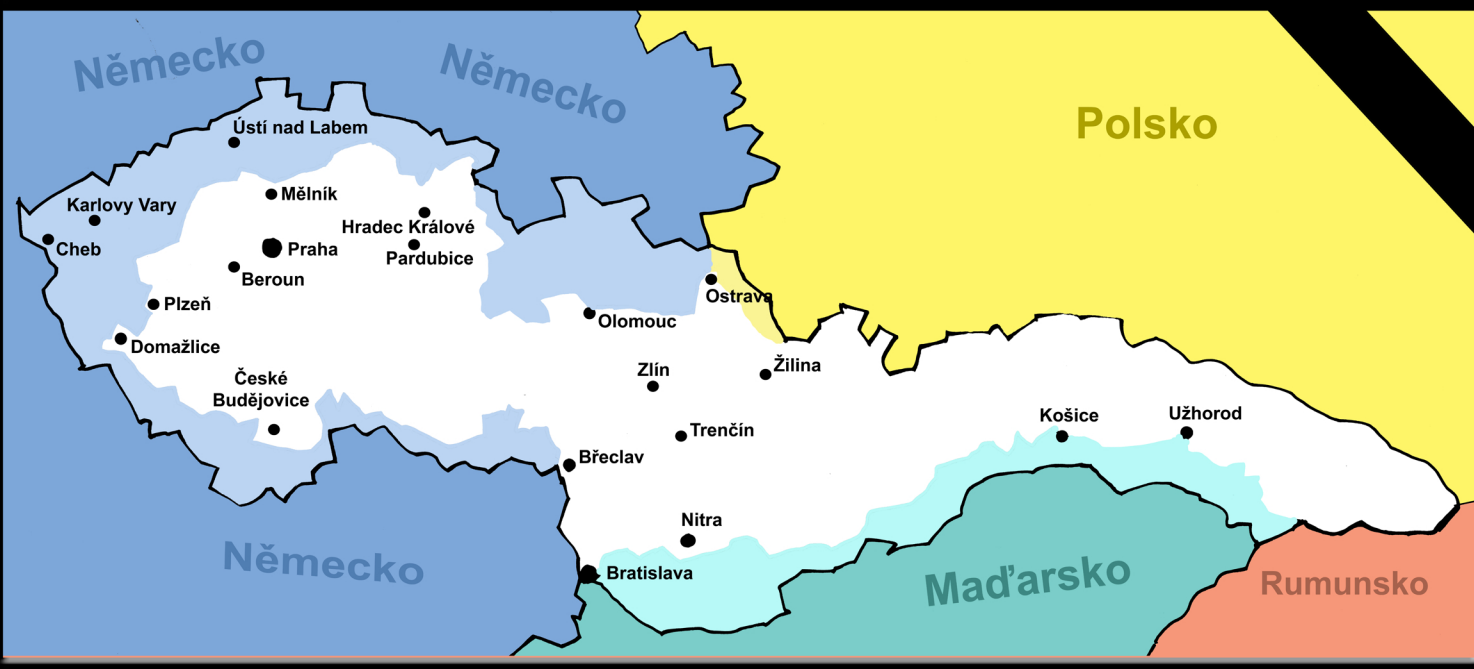 Německo
Německo
Polsko
Ústí nad Labem
Karlovy Vary
Mělník
Cheb
Hradec Králové
Praha
Pardubice
Beroun
Plzeň
Ostrava
Olomouc
Domažlice
Zlín
Žilina
České
Budějovice
Košice
Užhorod
Trenčín
Břeclav
Nitra
Německo
Bratislava
Maďarsko
Rumunsko